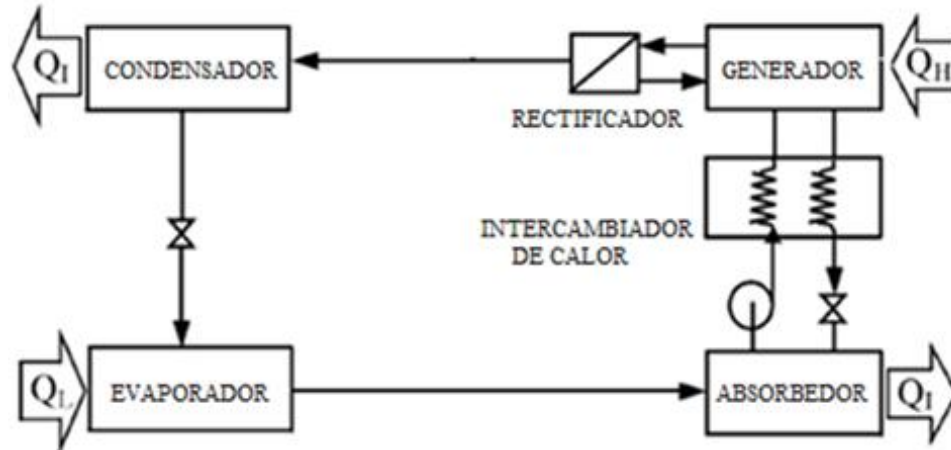 Q_I
CONDENSADOR
GENERADOR
Q_H
RECTIFICADOR
INTERCAMBIADOR
DE CALOR
Q_L
EVAPORADOR
ABSORBEDOR
Q_I